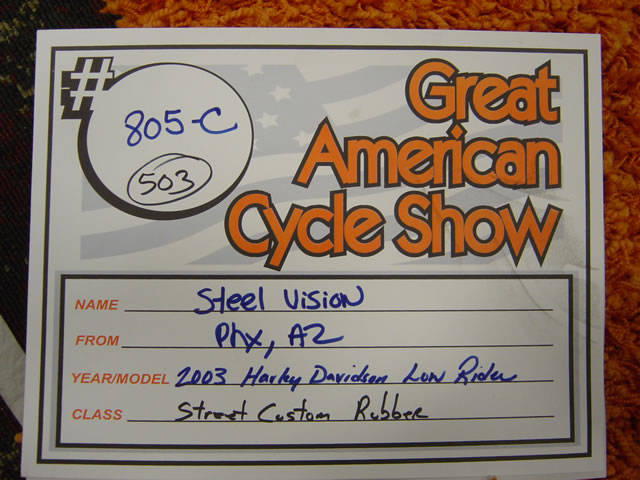 #
805-C
503
Great
American
Cycle Show
NAME Steel Vision
FROM Phx, AZ
YEAR/MODEL 2003 Harley Davidson Low Rider
CLASS Street Custom Rubber